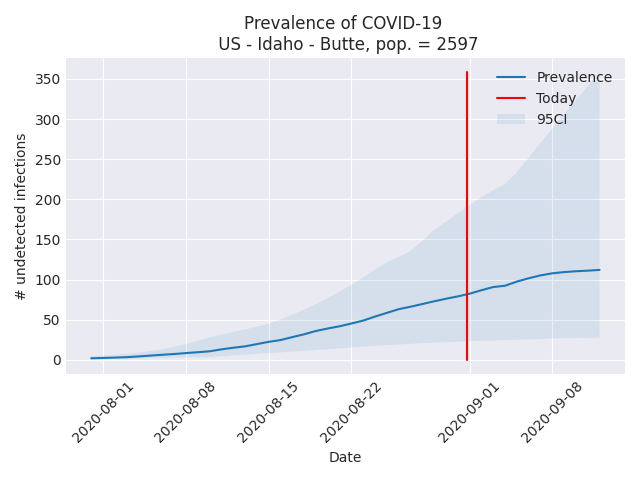 Prevalence of COVID-19
US - Idaho - Butte, pop. = 2597
# undetected infections
350
300
250
200
150
100
50
0
Prevalence
Today
95CI
2020-08-01
2020-08-08
2020-08-15
2020-08-22
2020-09-01
2020-09-08
Date